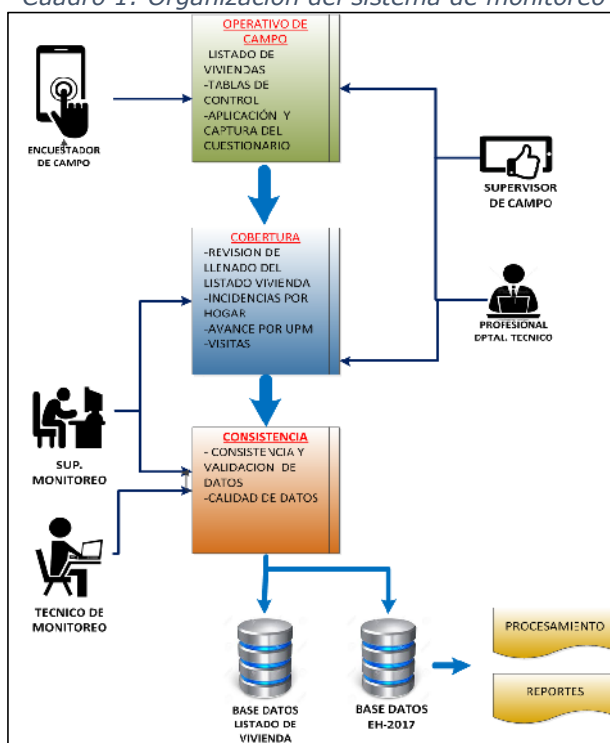 Cuadro 1: Organización del sistema de monitoreo
OPERATIVO DE
CAMPO
LISTADO DE
VIVIENDAS
-TABLAS DE
CONTROL
-APLICACIÓN Y
CAPTURA DEL
CUESTIONARIO
ENCUESTADOR
DE CAMPO
SUPERVISOR
DE CAMPO
COBERTURA
-REVISION DE
LLENADO DEL
LISTADO VIVIENDA
-INCIDENCIAS POR
HOGAR
-AVANCE POR UPM
-VISITAS
PROFESIONAL
DPTAL. TECNICO
SUP.
MONITOREO
CONSISTENCIA
- CONSISTENCIA Y
VALIDACION DE
DATOS
-CALIDAD DE DATOS
TECNICO DE
MONITOREO
BASE DATOS
LISTADO DE
VIVIENDA
BASE DATOS
EH-2017
PROCESAMIENTO
REPORTES